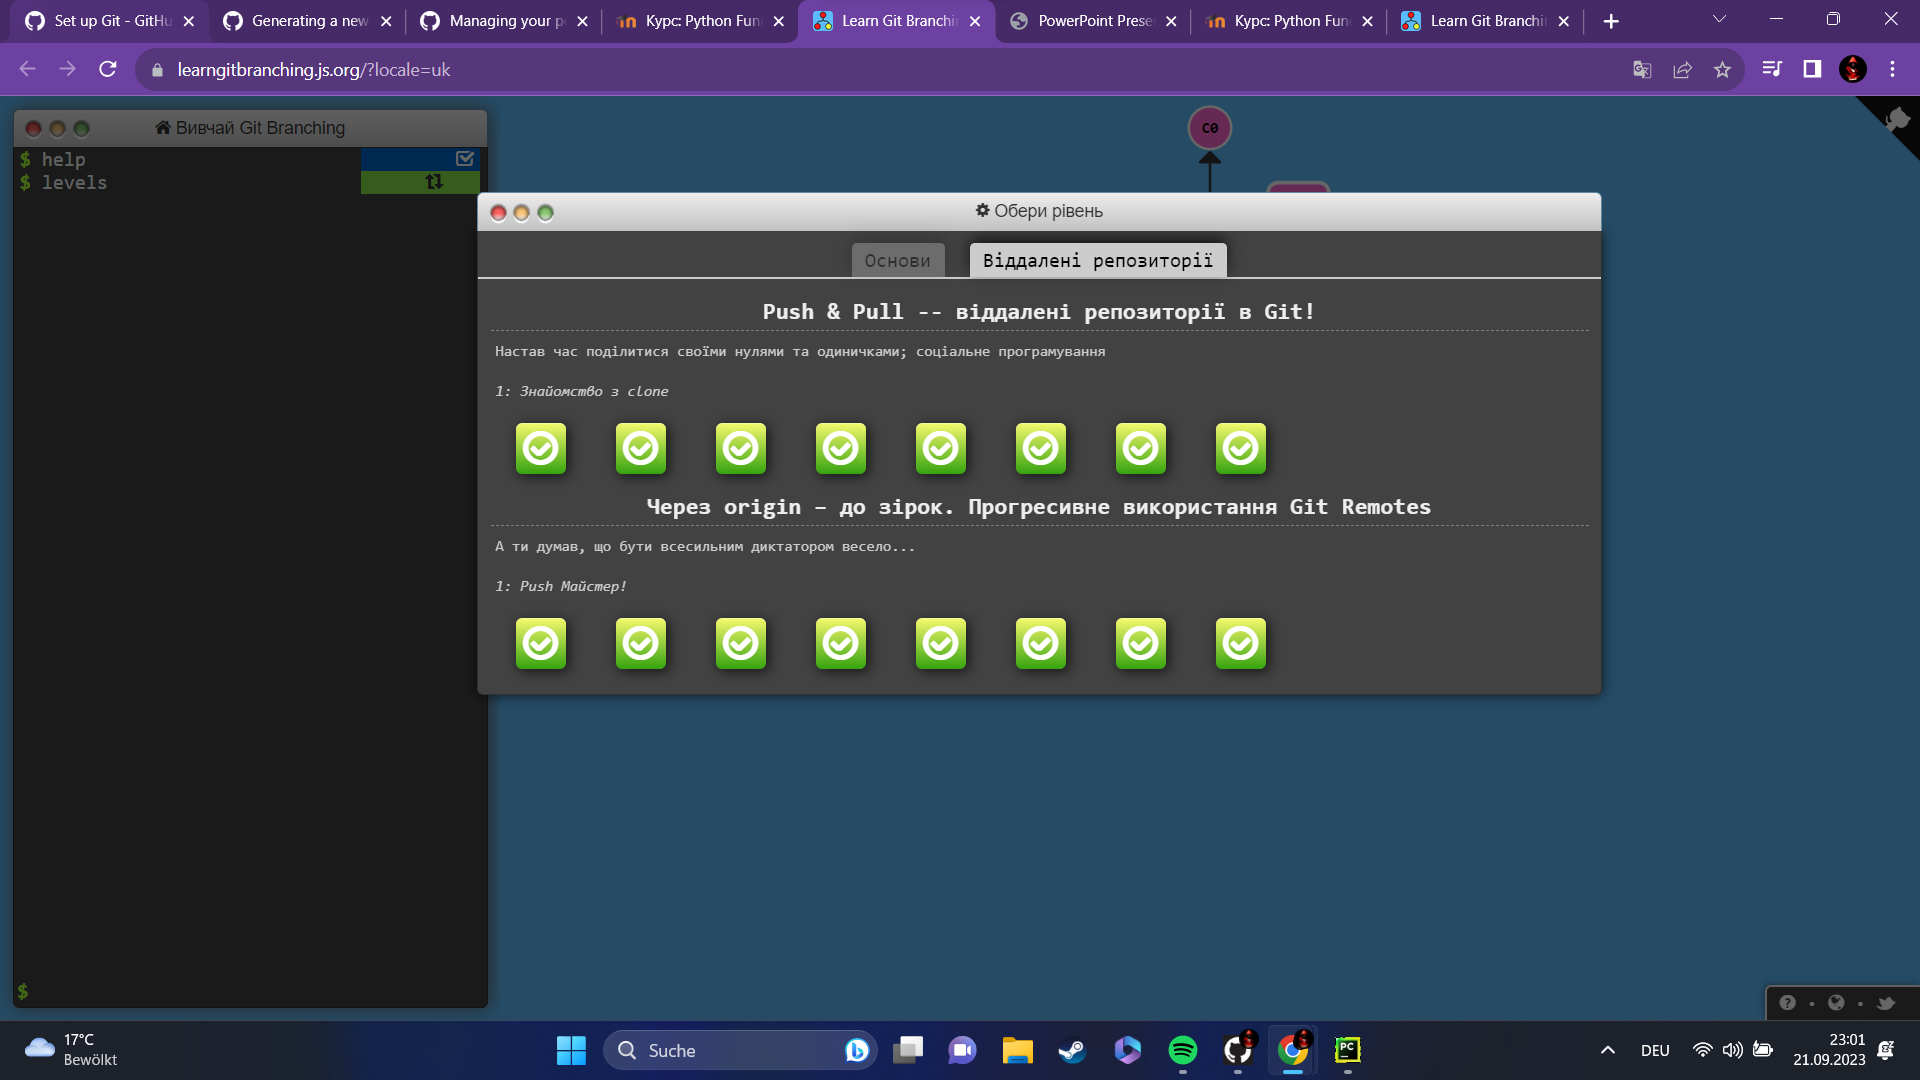 Set up Git - GitHu
Generating a new
Managing your p
Курс: Python Fun
Learn Git Branchi
PowerPoint Prese
Курс: Python Fun
Learn Git Branchi
learngitbranching.js.org/?locale=uk
Вивчай Git Branching
$ help
$ levels
C0
Обери рівень
Основи
Віддалені репозиторії
Push & Pull -- віддалені репозиторії в Git!
Настав час поділитися своїми нулями та одиничками; соціальне програмування
1: Знайомство з clone
Через origin – до зірок. Прогресивне використання Git Remotes
А ти думав, що бути всесильним диктатором весело...
1: Push Майстер!
$
17°C
Bewölkt
Suche
PC
DEU
23:01
21.09.2023